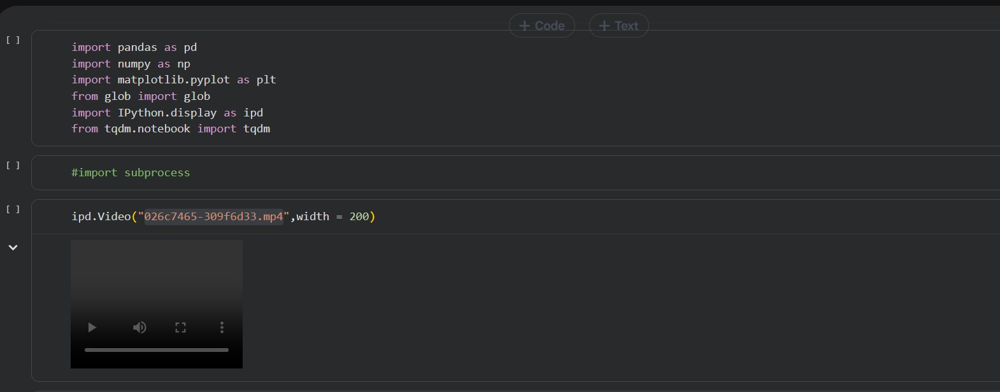 + Code + Text
[ ]
import pandas as pd
import numpy as np
import matplotlib.pyplot as plt
from glob import glob
import IPython.display as ipd
from tqdm.notebook import tqdm
[ ]
#import subprocess
[ ]
ipd.Video("026c7465-309f6d33.mp4",width = 200)